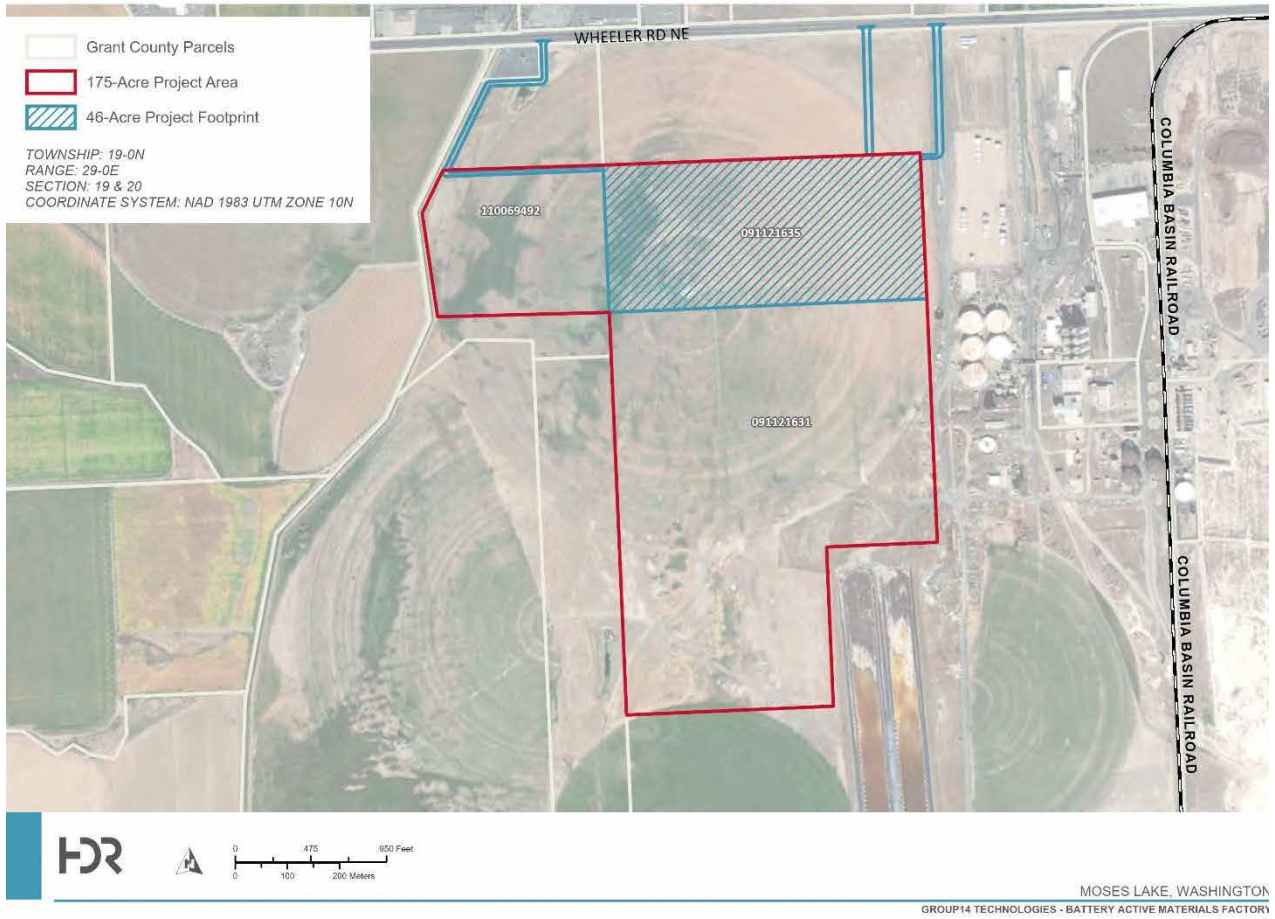 Grant County Parcels
175-Acre Project Area
46-Acre Project Footprint
TOWNSHIP: 19-0N
RANGE: 29-0E
SECTION: 19 & 20
COORDINATE SYSTEM: NAD 1983 UTM ZONE 10N
WHEELER RD NE
COLUMBIA BASIN RAILROAD
110069492
091121635
091121631
COLUMBIA BASIN RAILROAD
HDR
N
0 475 950 Feet
0 100 200 Meters
MOSES LAKE, WASHINGTON
GROUP14 TECHNOLOGIES - BATTERY ACTIVE MATERIALS FACTORY